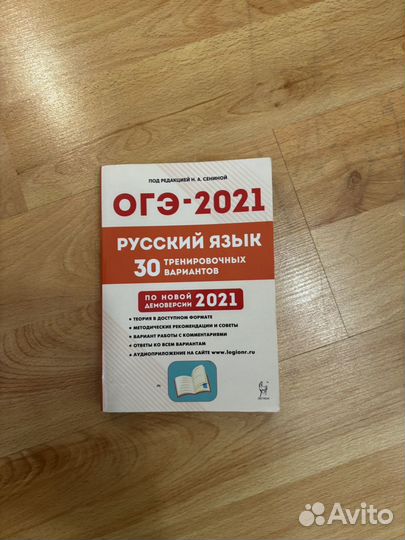 ПОД РЕДАКЦИЕЙ Н. А. СЕНИНОЙ
ОГЭ-2021
РУССКИЙ ЯЗЫК
30 ТРЕНИРОВОЧНЫХ
ВАРИАНТОВ
ПО НОВОЙ
ДЕМОВЕРСИИ 2021
• ТЕОРИЯ В ДОСТУПНОМ ФОРМАТЕ
• МЕТОДИЧЕСКИЕ РЕКОМЕНДАЦИИ И СОВЕТЫ
• ВАРИАНТ РАБОТЫ С КОММЕНТАРИЯМИ
• ОТВЕТЫ КО ВСЕМ ВАРИАНТАМ
• АУДИОПРИЛОЖЕНИЕ НА САЙТЕ www.legionr.ru
ЛЕГИОН
Avito